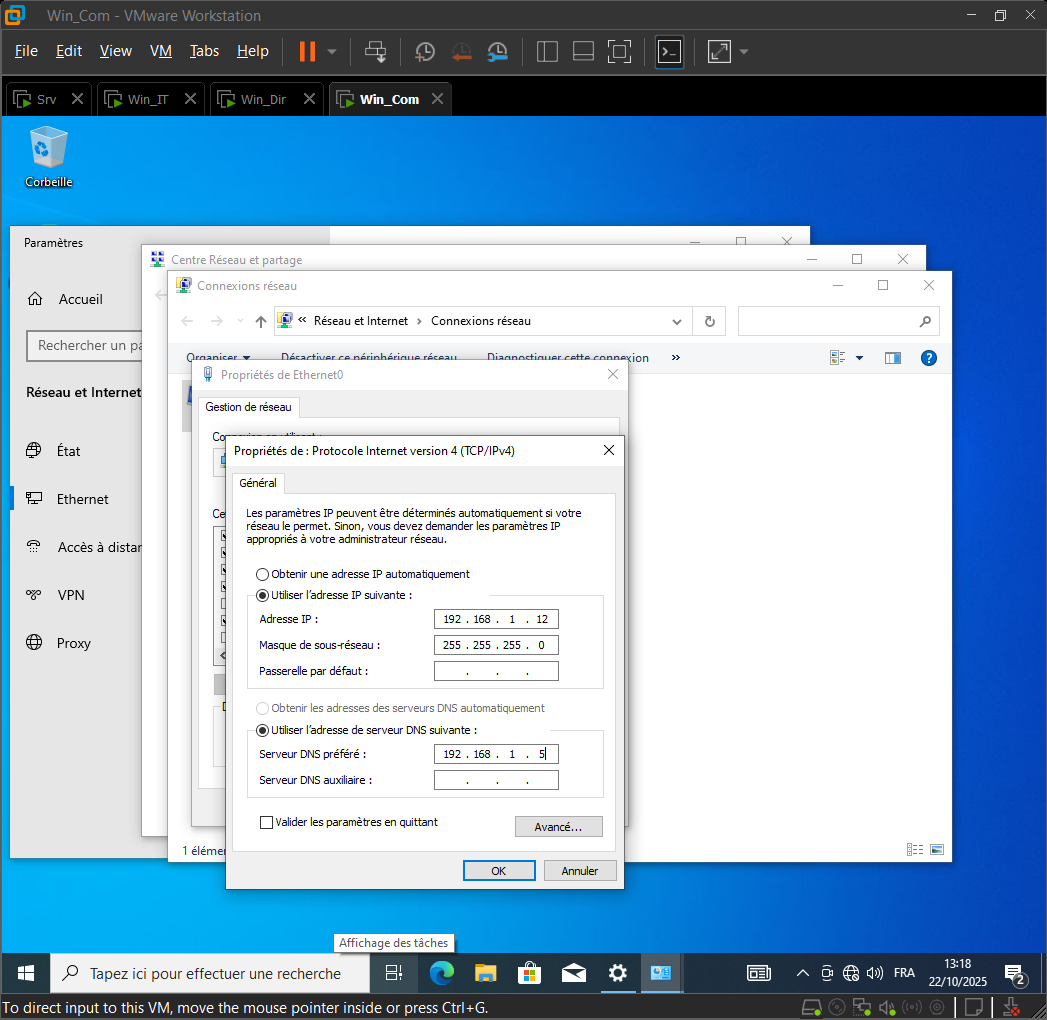 Win_Com - VMware Workstation
File Edit View VM Tabs Help
Srv Win_IT Win_Dir Win_Com
Corbeille
Paramètres
Centre Réseau et partage
Connexions réseau
Accueil
« Réseau et Internet > Connexions réseau
Rechercher un pa
Organiser Désactiver ce périphérique réseau Diagnostiquer cette connexion »
Propriétés de Ethernet0
Réseau et Internet
Gestion de réseau
Propriétés de : Protocole Internet version 4 (TCP/IPv4)
État
Général
Ethernet
Les paramètres IP peuvent être déterminés automatiquement si votre
réseau le permet. Sinon, vous devez demander les paramètres IP
appropriés à votre administrateur réseau.
Accès à distan
Obtenir une adresse IP automatiquement
VPN
Utiliser l'adresse IP suivante :
Adresse IP : 192 . 168 . 1 . 12
Proxy
Masque de sous-réseau : 255 . 255 . 255 . 0
Passerelle par défaut : . . .
Obtenir les adresses des serveurs DNS automatiquement
Utiliser l'adresse de serveur DNS suivante :
Serveur DNS préféré : 192 . 168 . 1 . 5
Serveur DNS auxiliaire : . . .
Valider les paramètres en quittant
Avancé...
1 élémen
OK Annuler
Affichage des tâches
Tapez ici pour effectuer une recherche
FRA
13:18
22/10/2025
2
To direct input to this VM, move the mouse pointer inside or press Ctrl+G.